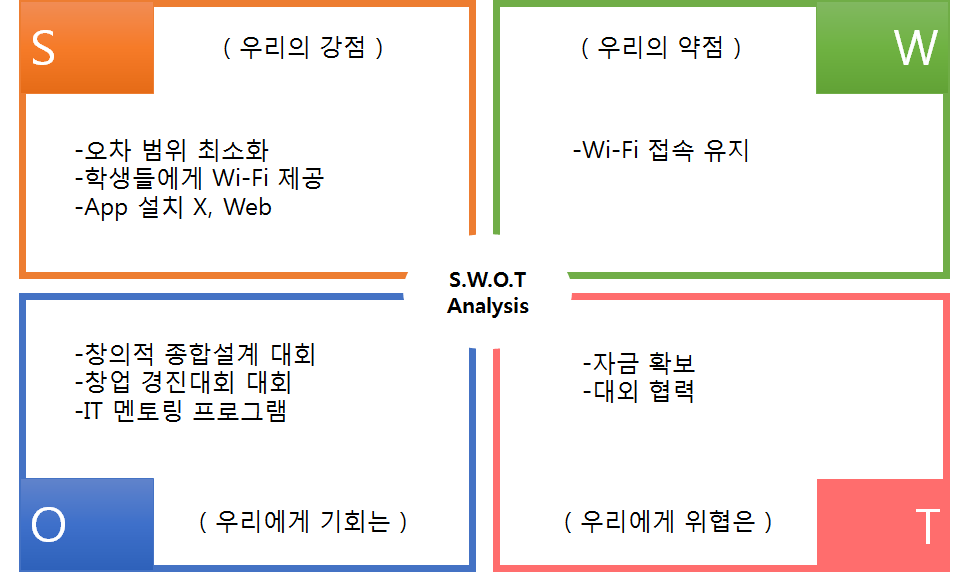 S
( 우리의 강점 )
-오차 범위 최소화
-학생들에게 Wi-Fi 제공
-App 설치 X, Web
( 우리의 약점 )
W
-Wi-Fi 접속 유지
S.W.O.T
Analysis
-창의적 종합설계 대회
-창업 경진대회 대회
-IT 멘토링 프로그램
O
( 우리에게 기회는 )
-자금 확보
-대외 협력
( 우리에게 위협은 )
T